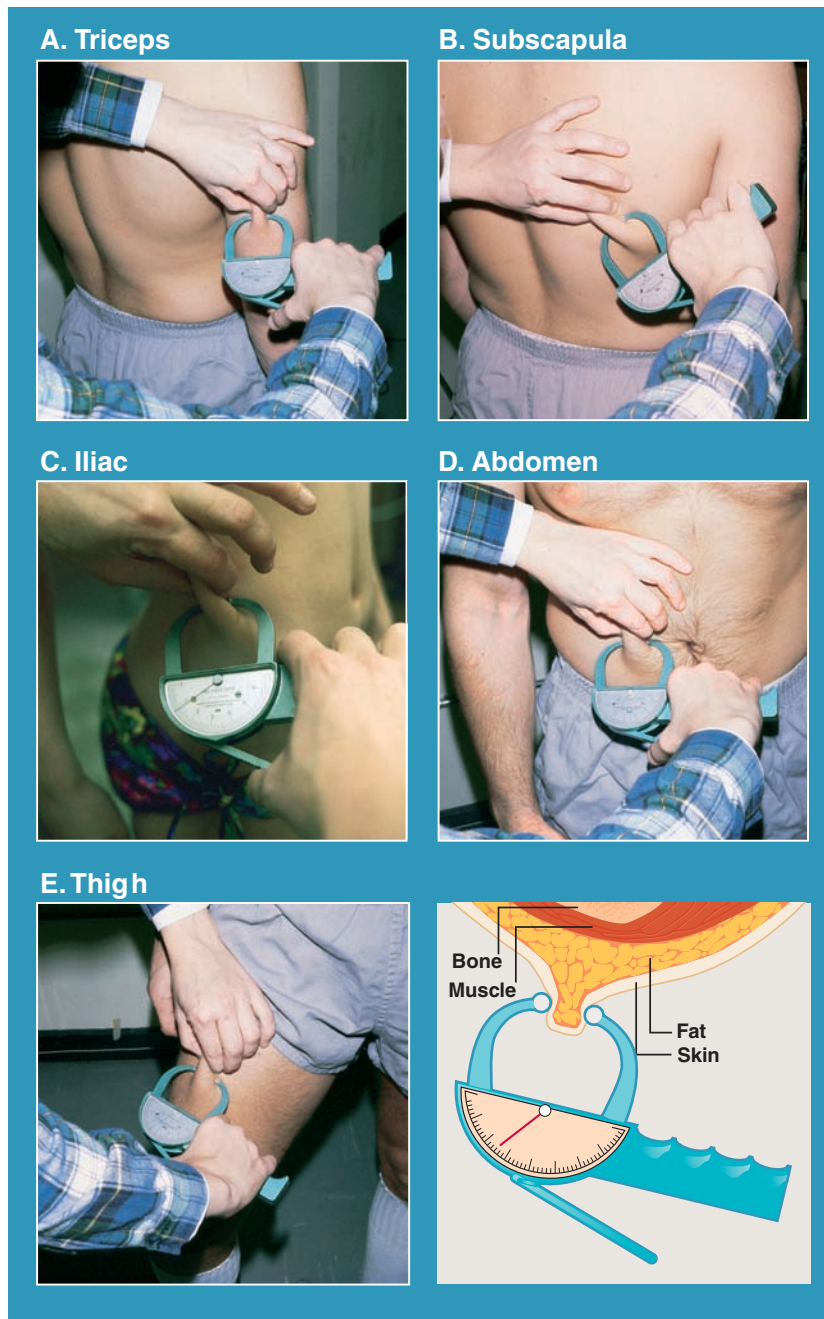 A. Triceps
B. Subscapula
C. Iliac
D. Abdomen
E. Thigh
Bone
Muscle
Fat
Skin